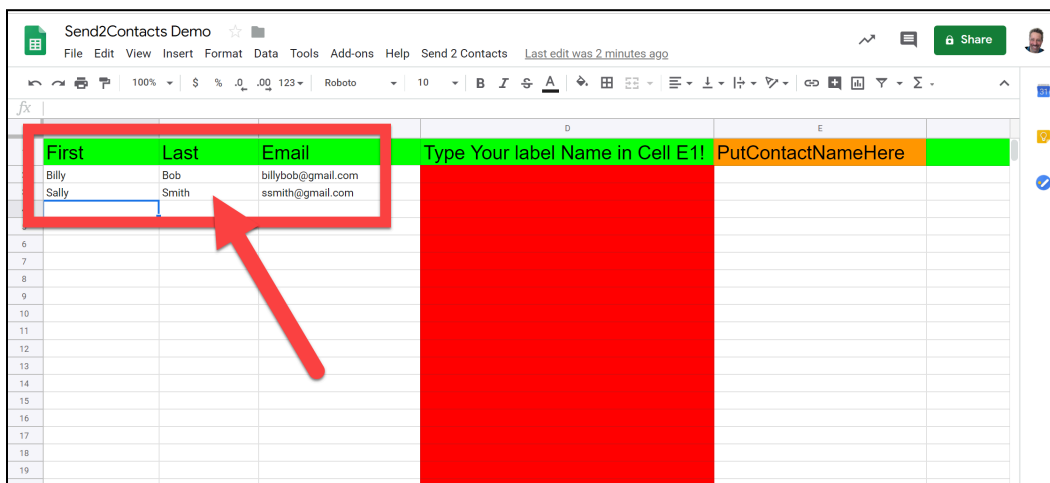 Send2Contacts Demo
File Edit View Insert Format Data Tools Add-ons Help Send 2 Contacts Last edit was 2 minutes ago
Share
100% $ % .0 .00 123 Roboto 10 B I S A Σ
31
fx
D E
First Last Email Type Your label Name in Cell E1! PutContactNameHere
Billy Bob billybob@gmail.com
Sally Smith ssmith@gmail.com
6
7
8
9
10
11
12
13
14
15
16
17
18
19